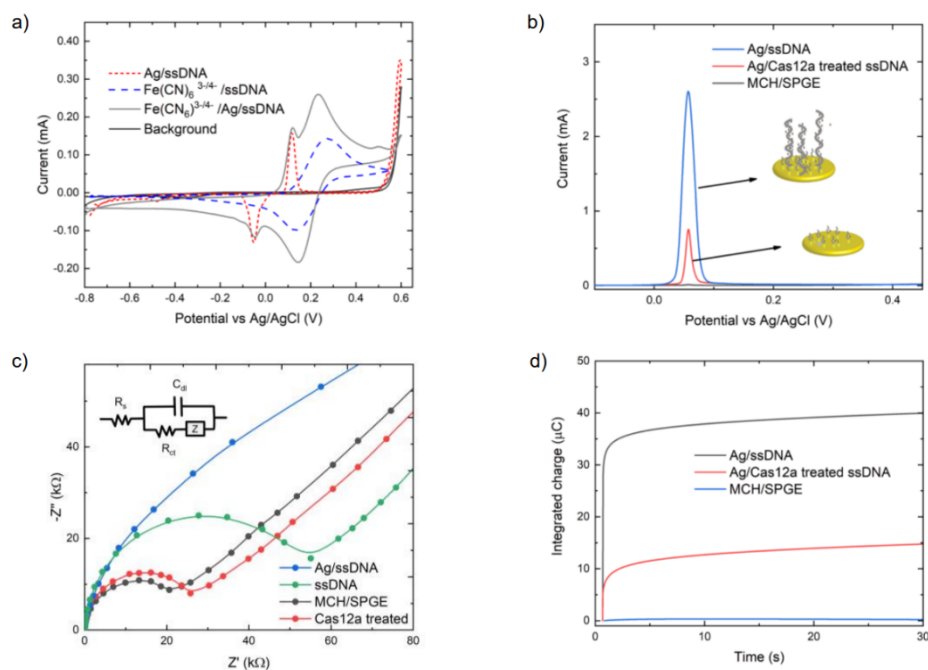 a)
0.40
0.30
0.20
0.10
0.00
-0.10
-0.20
Current (mA)
Ag/ssDNA
Fe(CN)₆ ³⁻/⁴⁻ /ssDNA
Fe(CN₆)³⁻/⁴⁻ /Ag/ssDNA
Background
-0.8 -0.6 -0.4 -0.2 0.0 0.2 0.4 0.6
Potential vs Ag/AgCl (V)
b)
3
2
1
0
Current (mA)
Ag/ssDNA
Ag/Cas12a treated ssDNA
MCH/SPGE
0.0 0.2 0.4
Potential vs Ag/AgCl (V)
c)
40
20
0
-Z'' (kΩ)
Rs
Cdl
Rct
Z
Ag/ssDNA
ssDNA
MCH/SPGE
Cas12a treated
0 20 40 60 80
Z' (kΩ)
d)
50
40
30
20
10
0
Integrated charge (µC)
Ag/ssDNA
Ag/Cas12a treated ssDNA
MCH/SPGE
0 10 20 30
Time (s)